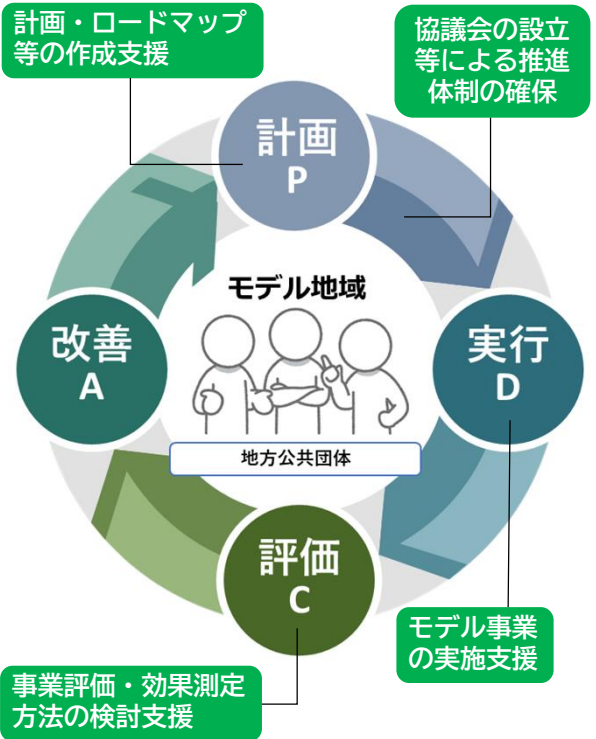 計画・ロードマップ
等の作成支援
協議会の設立
等による推進
体制の確保
計画
P
モデル地域
改善
A
実行
D
地方公共団体
評価
C
モデル事業
の実施支援
事業評価・効果測定
方法の検討支援